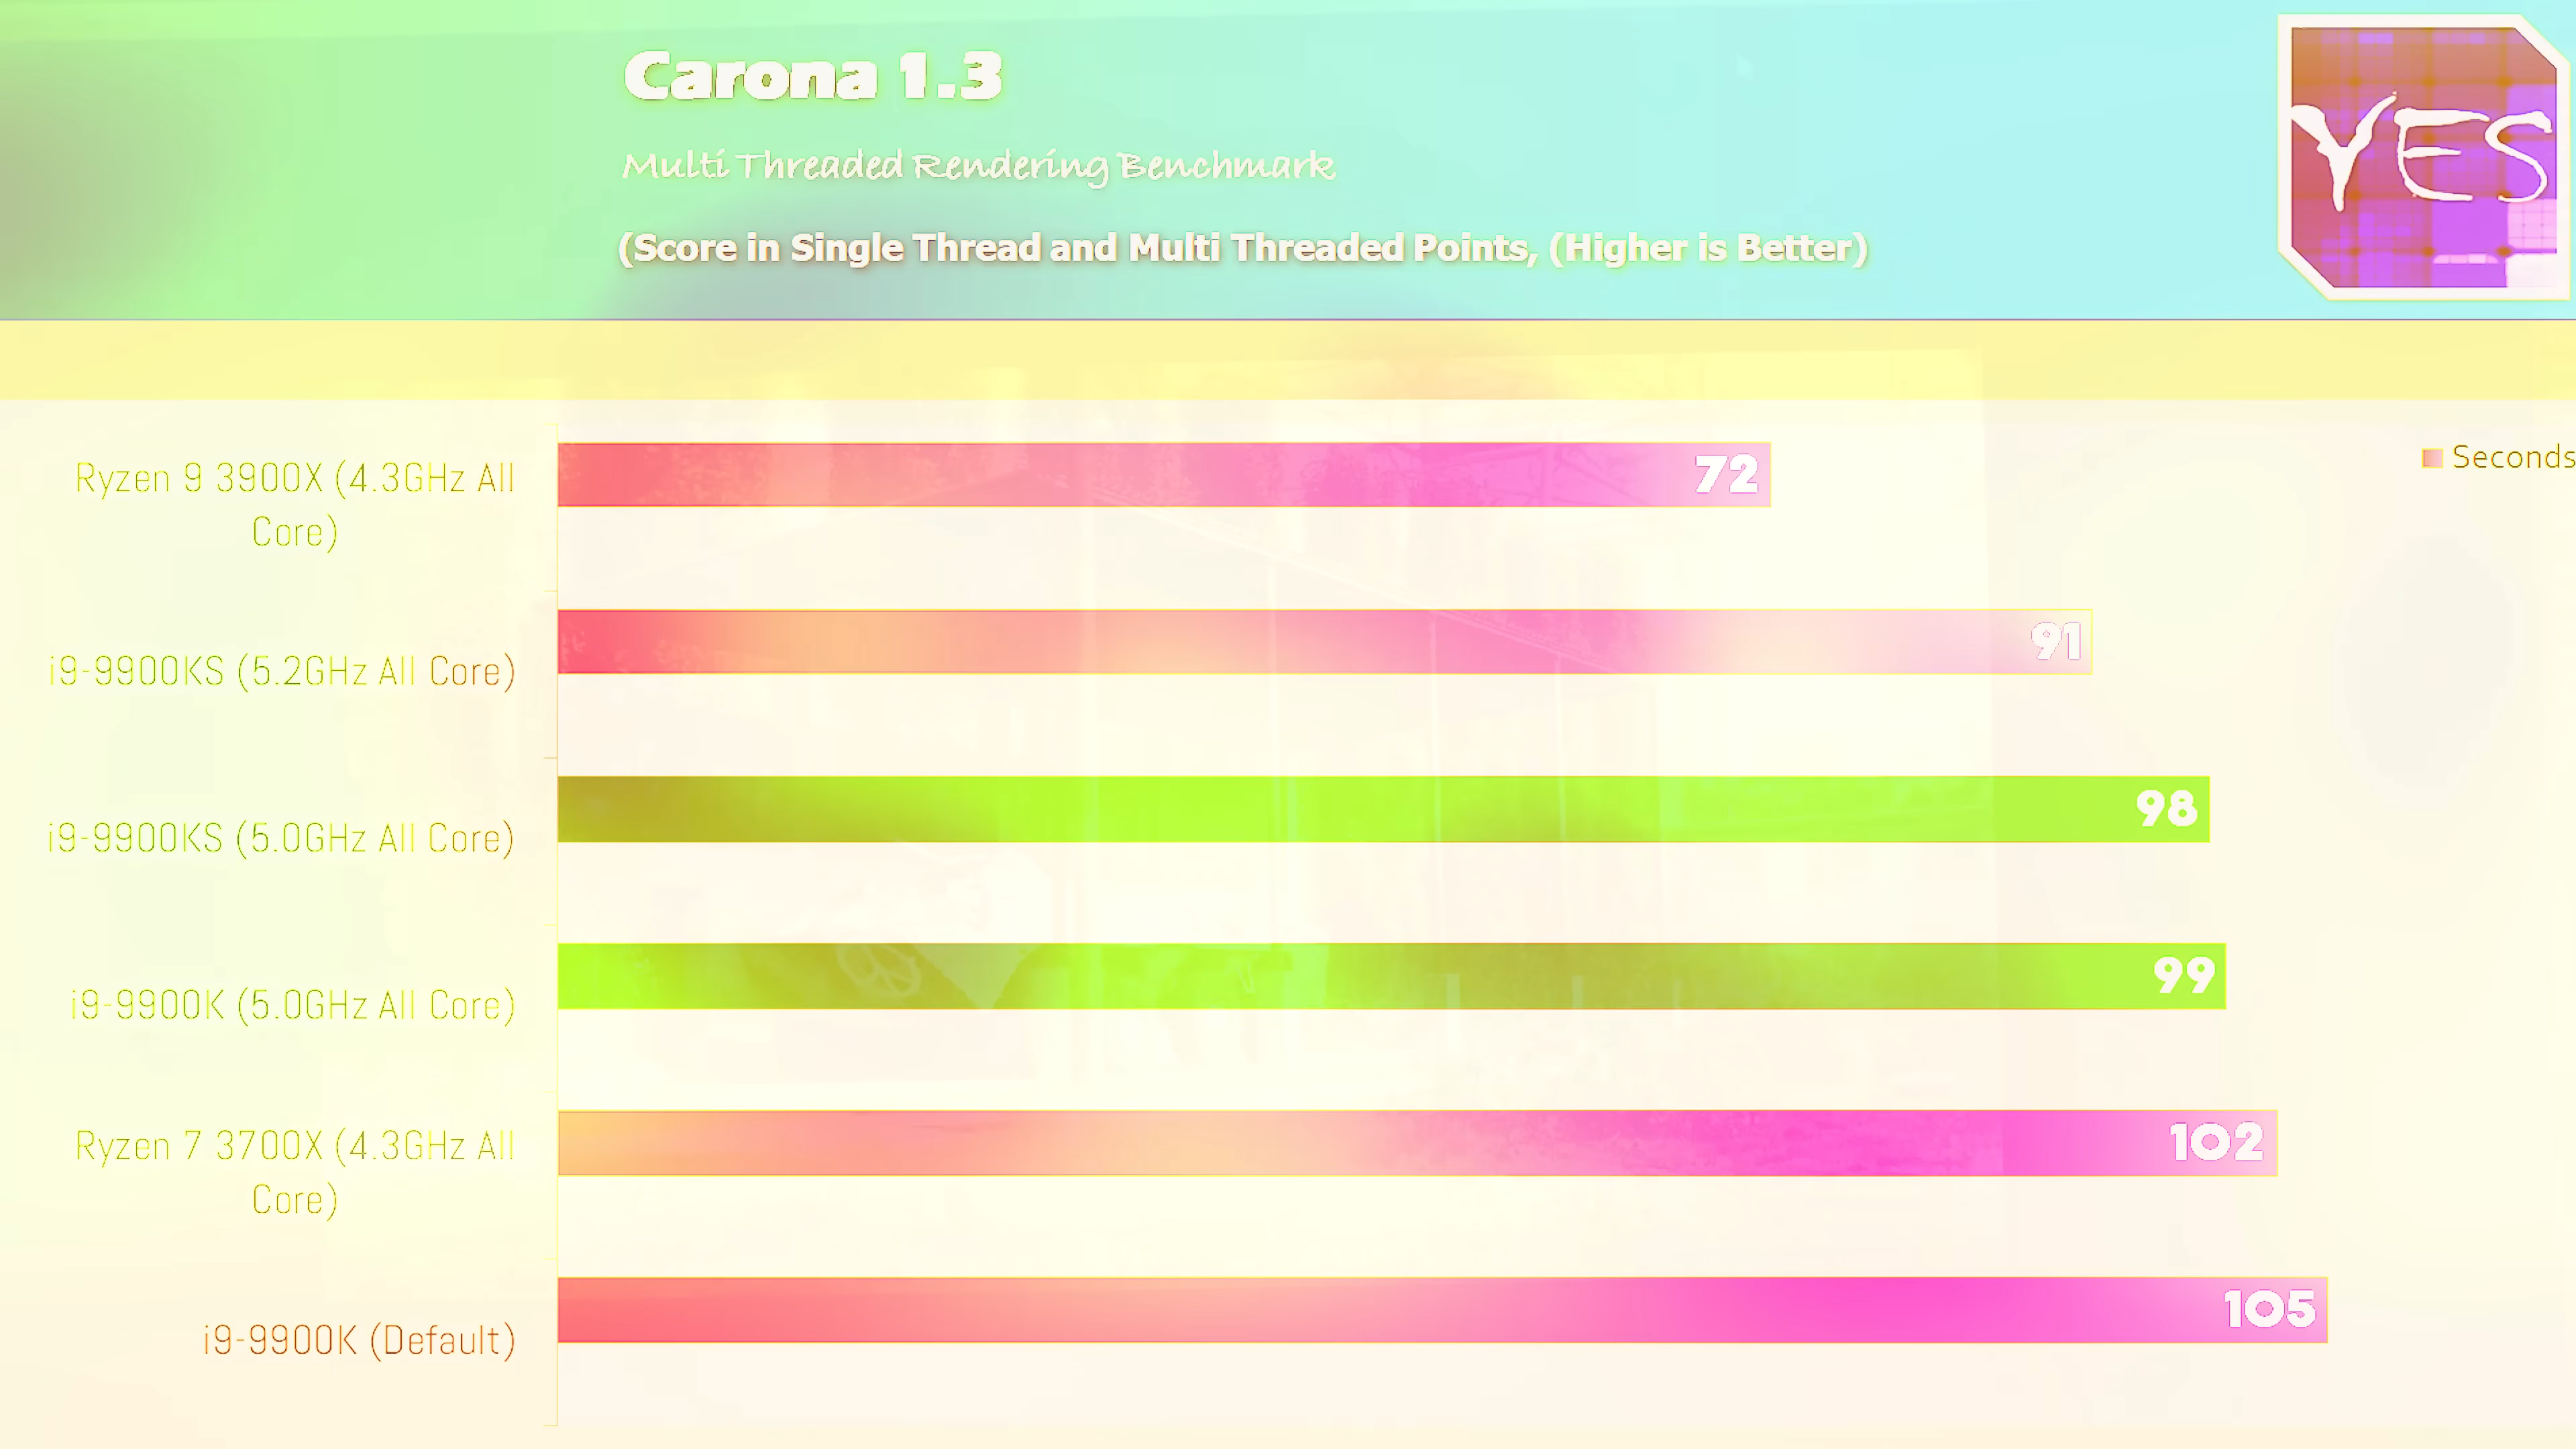 Carona 1.3
YES
Multi Threaded Rendering Benchmark
(Score in Single Thread and Multi Threaded Points, (Higher is Better)
Seconds
Ryzen 9 3900X (4.3GHz All
Core)
72
i9-9900KS (5.2GHz All Core)
91
i9-9900KS (5.0GHz All Core)
98
i9-9900K (5.0GHz All Core)
99
Ryzen 7 3700X (4.3GHz All
Core)
102
i9-9900K (Default)
105